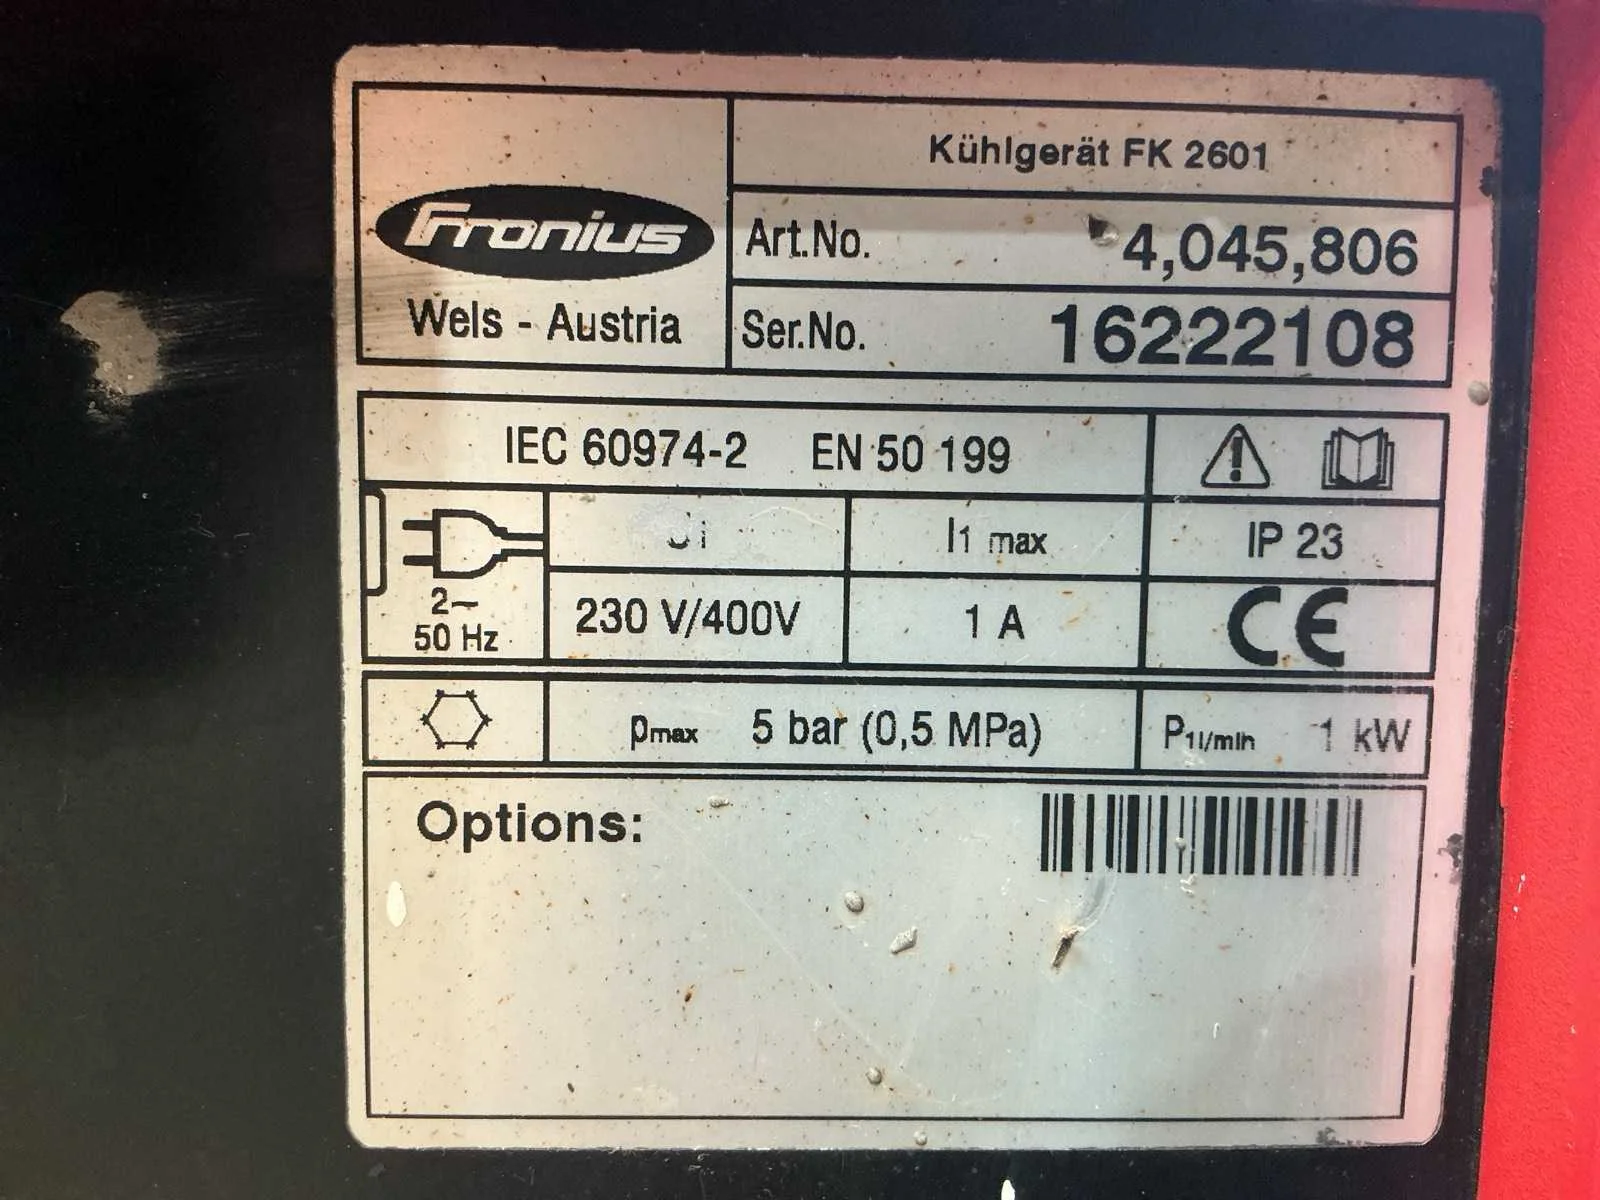 Kühlgerät FK 2601
Fronius
Wels - Austria
Art.No. 4,045,806
Ser.No. 16222108
IEC 60974-2 EN 50 199
I1 max
IP 23
2~
50 Hz
230 V/400V
1 A
CE
pmax 5 bar (0,5 MPa)
P1l/min 1 kW
Options: